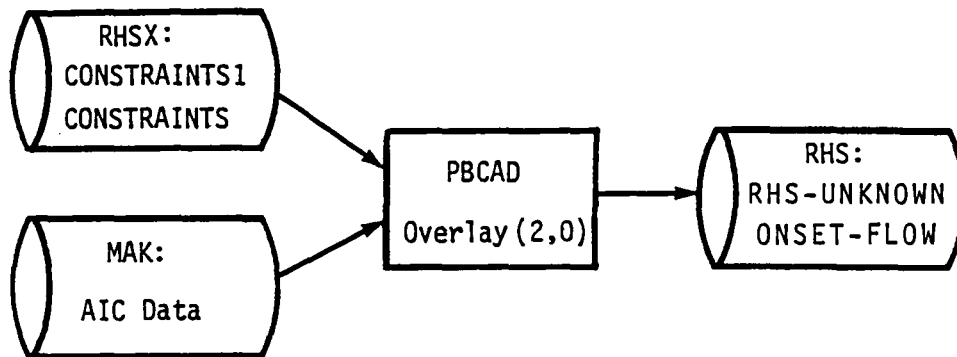 RHSX:
CONSTRAINTS1
CONSTRAINTS
MAK:
AIC Data
PBCAD
Overlay (2,0)
RHS:
RHS-UNKNOWN
ONSET-FLOW